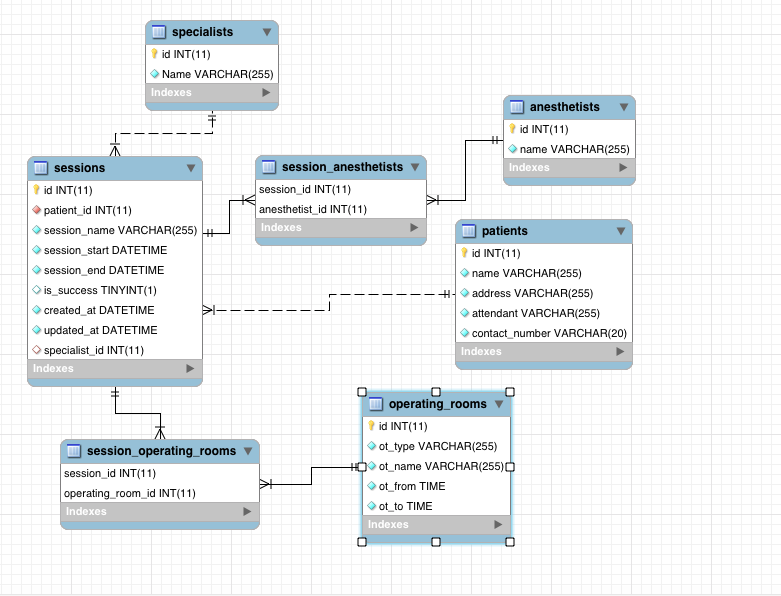 specialists
id INT(11)
Name VARCHAR(255)
Indexes
anesthetists
id INT(11)
name VARCHAR(255)
Indexes
sessions
id INT(11)
patient_id INT(11)
session_name VARCHAR(255)
session_start DATETIME
session_end DATETIME
is_success TINYINT(1)
created_at DATETIME
updated_at DATETIME
specialist_id INT(11)
Indexes
session_anesthetists
session_id INT(11)
anesthetist_id INT(11)
Indexes
patients
id INT(11)
name VARCHAR(255)
address VARCHAR(255)
attendant VARCHAR(255)
contact_number VARCHAR(20)
Indexes
operating_rooms
id INT(11)
ot_type VARCHAR(255)
ot_name VARCHAR(255)
ot_from TIME
ot_to TIME
Indexes
session_operating_rooms
session_id INT(11)
operating_room_id INT(11)
Indexes